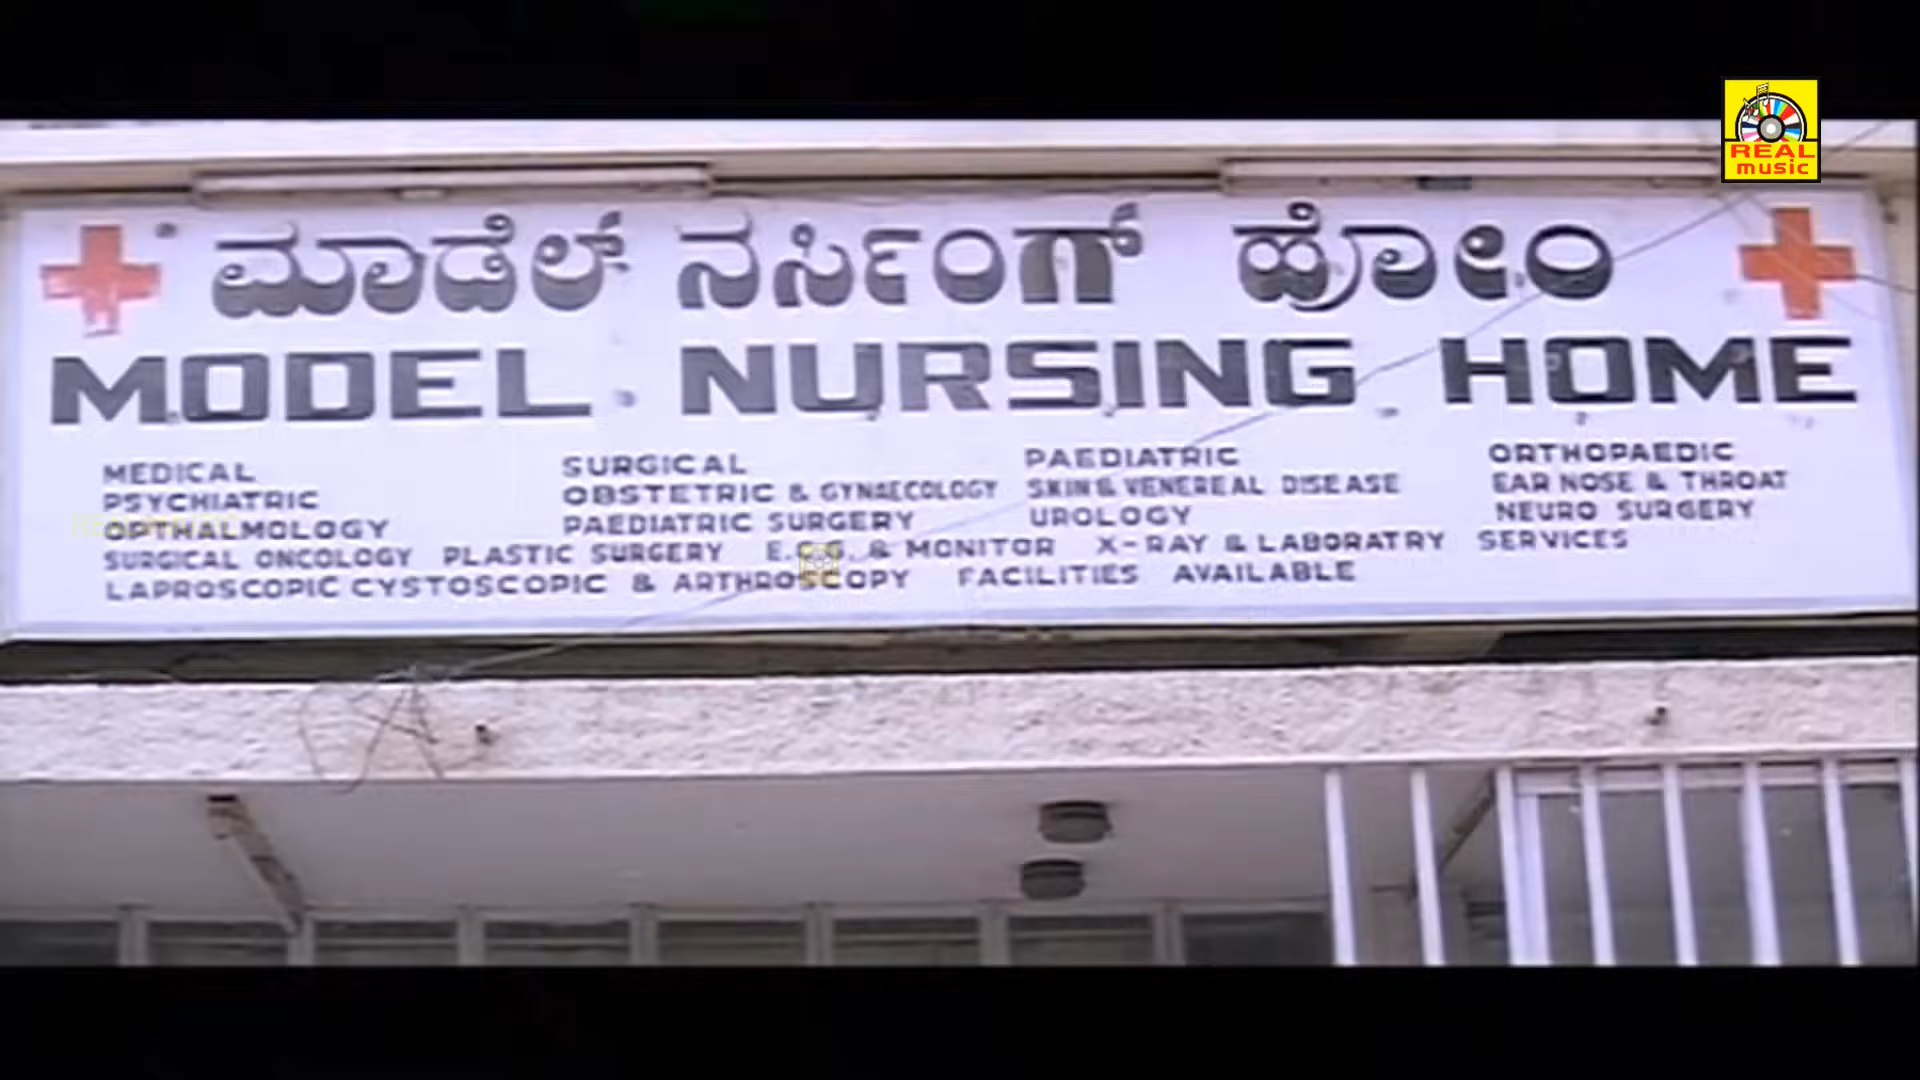 REAL
music
ಮಾಡೆಲ್ ನರ್ಸಿಂಗ್ ಹೋಂ
MODEL NURSING HOME
MEDICAL SURGICAL PAEDIATRIC ORTHOPAEDIC
PSYCHIATRIC OBSTETRIC & GYNAECOLOGY SKIN & VENEREAL DISEASE EAR NOSE & THROAT
OPTHALMOLOGY PAEDIATRIC SURGERY UROLOGY NEURO SURGERY
SURGICAL ONCOLOGY PLASTIC SURGERY E.C.G. & MONITOR X-RAY & LABORATRY SERVICES
LAPROSCOPIC CYSTOSCOPIC & ARTHROSCOPY FACILITIES AVAILABLE